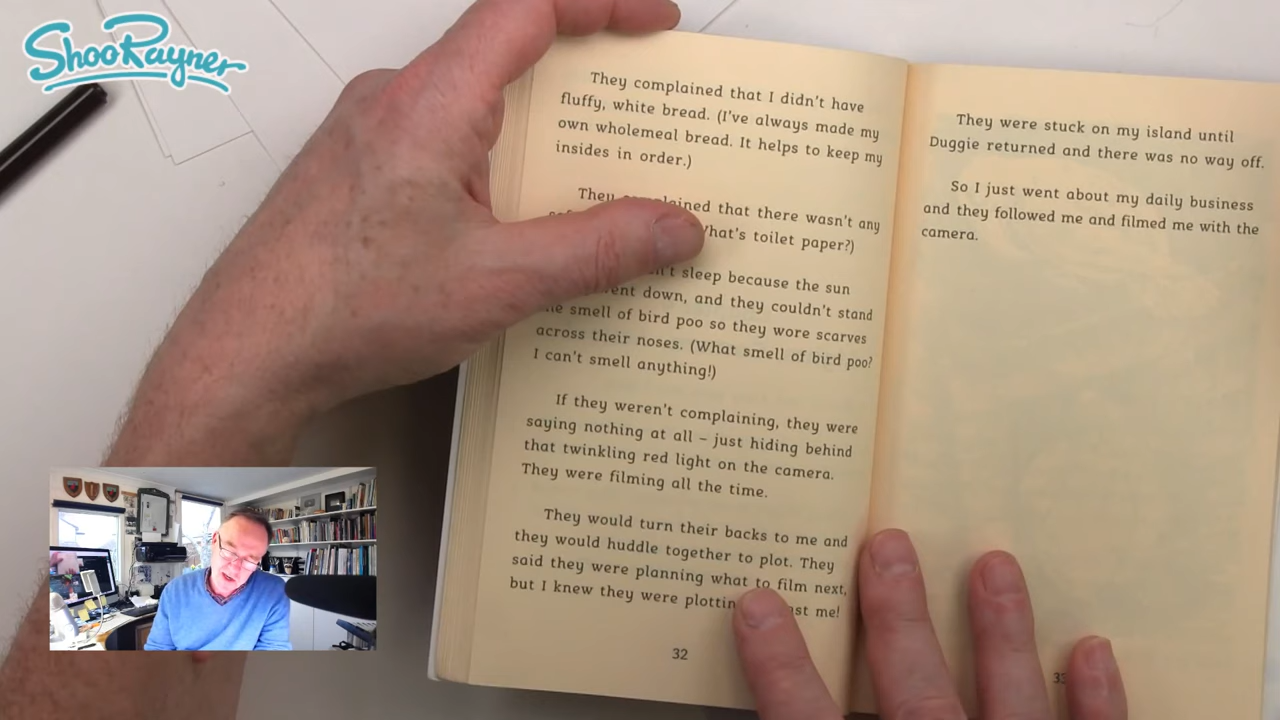 Shoo Rayner
They complained that I didn't have
fluffy, white bread. (I've always made my
own wholemeal bread. It helps to keep my
insides in order.)
They complained that there wasn't any
What's toilet paper?)
sleep because the sun
down, and they couldn't stand
smell of bird poo so they wore scarves
across their noses. (What smell of bird poo?
I can't smell anything!)
If they weren't complaining, they were
saying nothing at all – just hiding behind
that twinkling red light on the camera.
They were filming all the time.
They would turn their backs to me and
they would huddle together to plot. They
said they were planning what to film next,
but I knew they were me!
32
They were stuck on my island until
Duggie returned and there was no way off.
So I just went about my daily business
and they followed me and filmed me with the
camera.